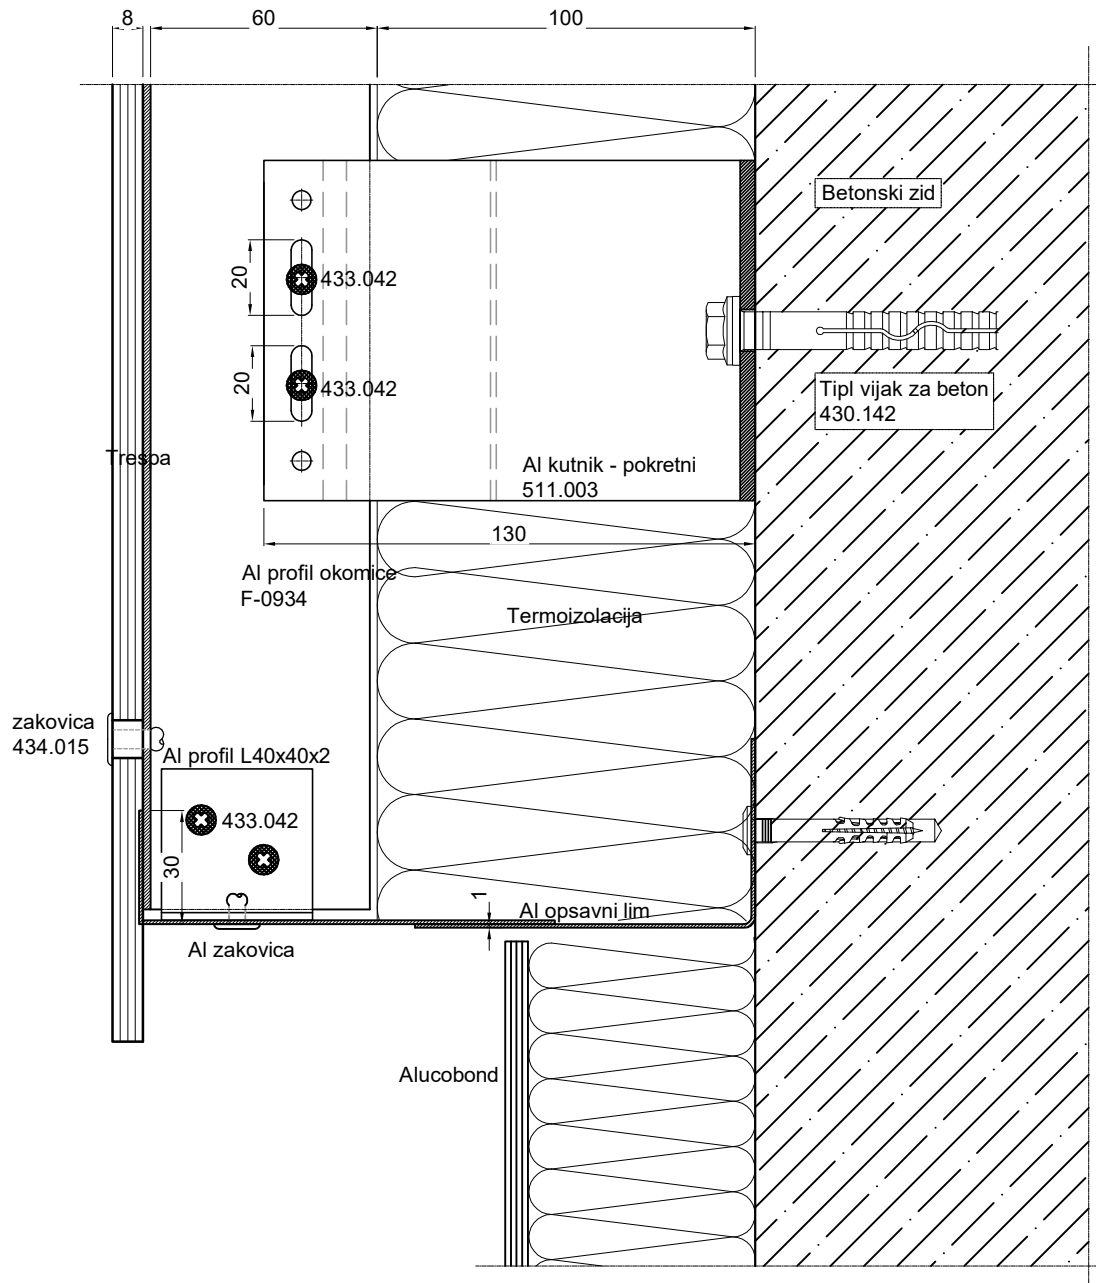 8
60
100
Betonski zid
20
433.042
20
433.042
Tipl vijak za beton
430.142
Trespa
Al kutnik - pokretni
511.003
130
Al profil okomice
F-0934
Termoizolacija
zakovica
434.015
Al profil L40x40x2
433.042
30
1
Al opsavni lim
Al zakovica
Alucobond